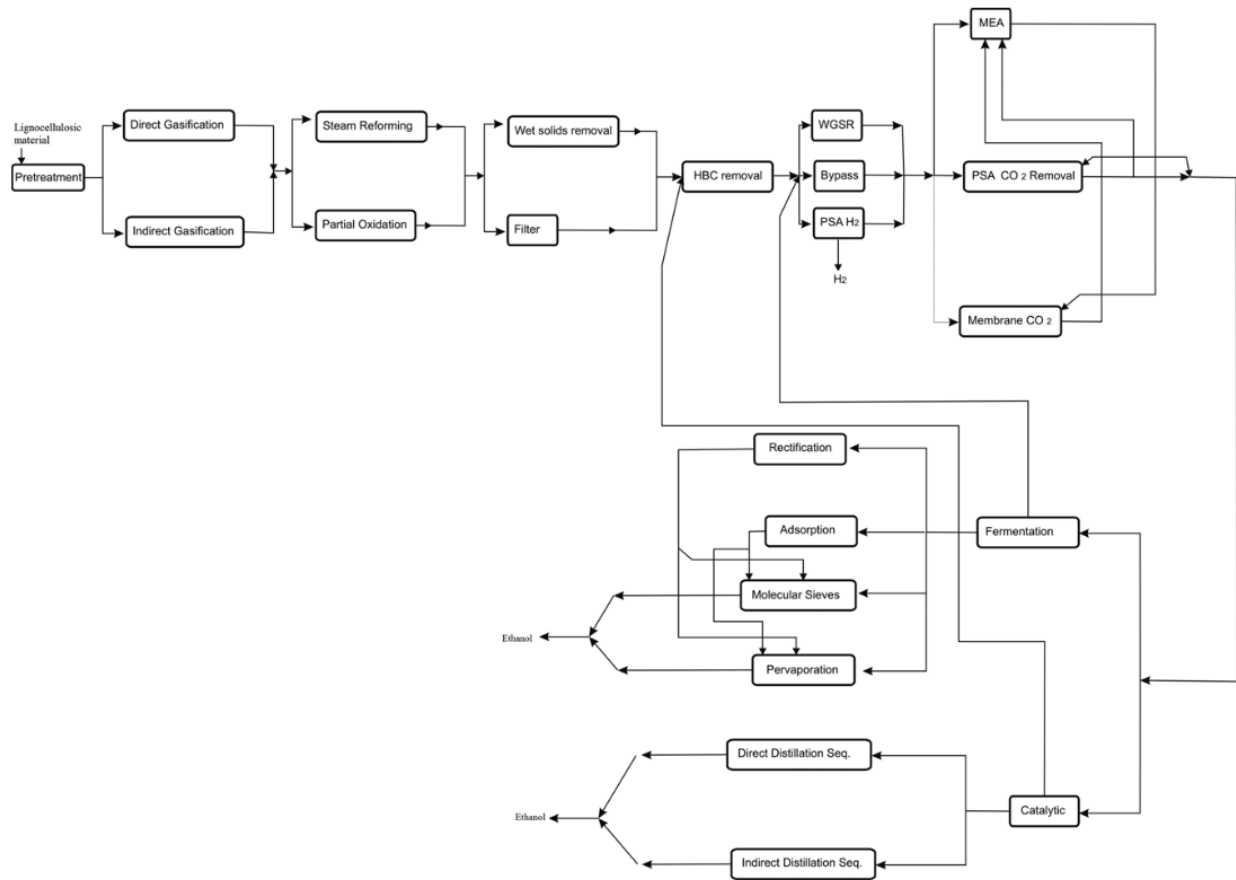 MEA
Lignocellulosic
material
Direct Gasification
Steam Reforming
Wet solids removal
WGSR
Pretreatment
HBC removal
Bypass
PSA CO 2 Removal
Indirect Gasification
Partial Oxidation
Filter
PSA H2
H2
Membrane CO 2
Rectification
Adsorption
Fermentation
Molecular Sieves
Ethanol
Pervaporation
Direct Distillation Seq.
Catalytic
Ethanol
Indirect Distillation Seq.